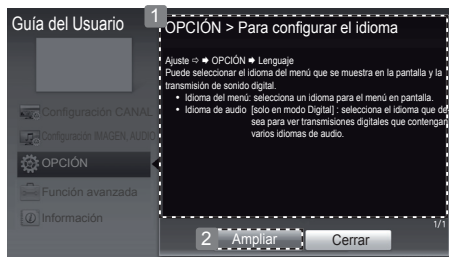 Guía del Usuario
1
OPCIÓN > Para configurar el idioma
Ajuste ⇨ ➡ OPCIÓN ➡ Lenguaje
Puede seleccionar el idioma del menú que se muestra en la pantalla y la
transmisión de sonido digital.
• Idioma del menú: selecciona un idioma para el menú en pantalla.
• Idioma de audio [solo en modo Digital] : selecciona el idioma que de
sea para ver transmisiones digitales que contengan
varios idiomas de audio.
Configuración CANAL
Configuración IMAGEN, AUDIO
OPCIÓN
Función avanzada
Información
1/1
2 Ampliar
Cerrar